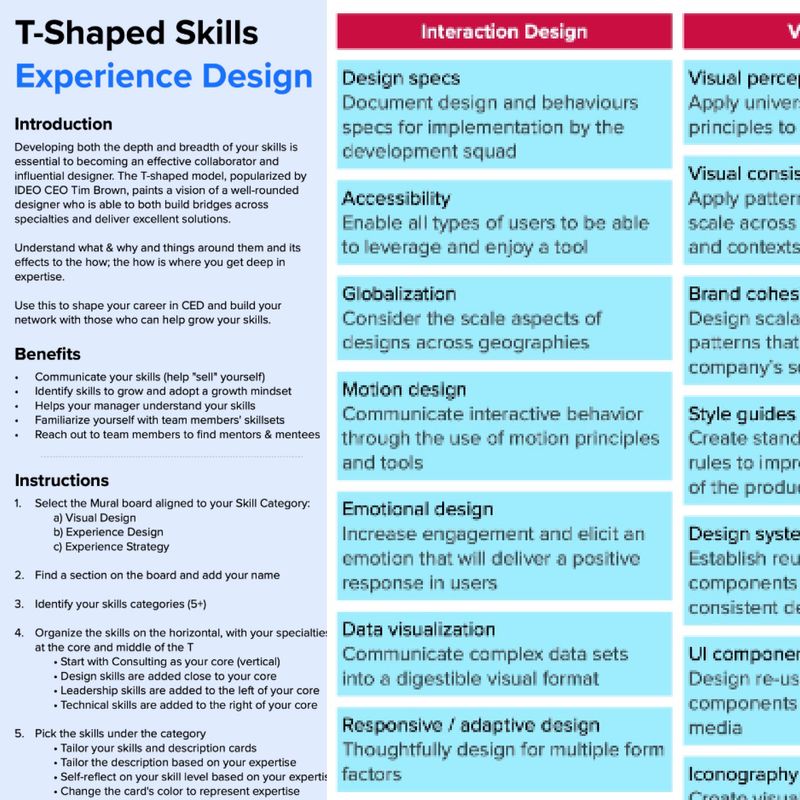 T-Shaped Skills
Experience Design
Introduction
Developing both the depth and breadth of your skills is
essential to becoming an effective collaborator and
influential designer. The T-shaped model, popularized by
IDEO CEO Tim Brown, paints a vision of a well-rounded
designer who is able to both build bridges across
specialties and deliver excellent solutions.
Understand what & why and things around them and its
effects to the how; the how is where you get deep in
expertise.
Use this to shape your career in CED and build your
network with those who can help grow your skills.
Benefits
• Communicate your skills (help "sell" yourself)
• Identify skills to grow and adopt a growth mindset
• Helps your manager understand your skills
• Familiarize yourself with team members' skillsets
• Reach out to team members to find mentors & mentees
Instructions
1. Select the Mural board aligned to your Skill Category:
a) Visual Design
b) Experience Design
c) Experience Strategy
2. Find a section on the board and add your name
3. Identify your skills categories (5+)
4. Organize the skills on the horizontal, with your specialties
at the core and middle of the T
• Start with Consulting as your core (vertical)
• Design skills are added close to your core
• Leadership skills are added to the left of your core
• Technical skills are added to the right of your core
5. Pick the skills under the category
• Tailor your skills and description cards
• Tailor the description based on your expertise
• Self-reflect on your skill level based on your
• Change the card's color to represent expertise
Interaction Design
Design specs
Document design and behaviours
specs for implementation by the
development squad
Accessibility
Enable all types of users to be able
to leverage and enjoy a tool
Globalization
Consider the scale aspects of
designs across geographies
Motion design
Communicate interactive behavior
through the use of motion principles
and tools
Emotional design
Increase engagement and elicit an
emotion that will deliver a positive
response in users
Data visualization
Communicate complex data sets
into a digestible visual format
Responsive / adaptive design
Thoughtfully design for multiple form
factors
Visual
Apply
principles to
Visual
Apply
scale across
and contexts
Brand
Design
patterns that
company's
Style guides
Create
rules to
of the
Design
Establish
components
consistent
UI
Design re-
components
media
Iconography
Create